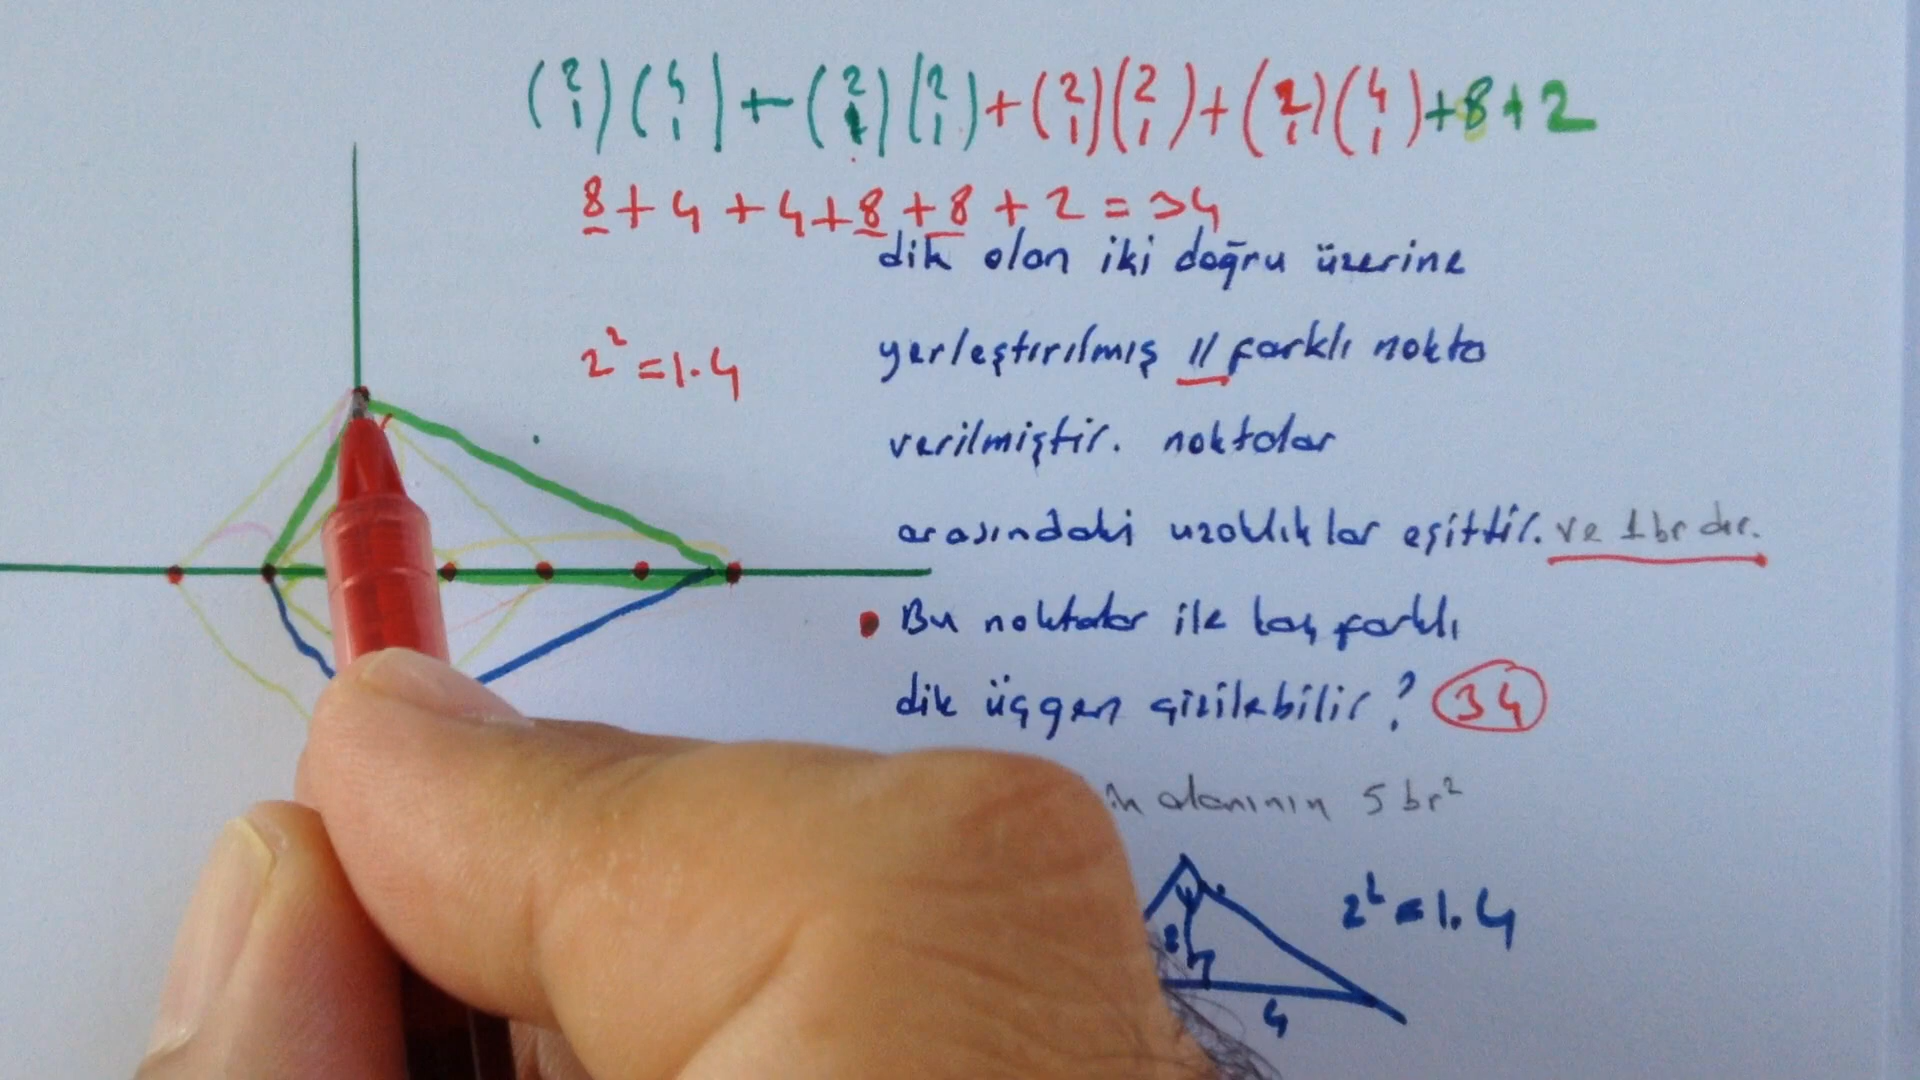 (2 1)(4 1)+(2 1)(2 1)+(2 1)(2 1)+(2 1)(4 1)+8+2
8+4+4+8+8+2=34
dik olan iki doğru üzerine
yerleştirilmiş 11 farklı nokta
2²=1.4
verilmiştir. noktalar
arasındaki uzaklıklar eşittir. ve 1br dir.
Bu noktalar ile kaç farklı
dik üçgen çizilebilir? 34
alanının 5br²
2²=1.4
4